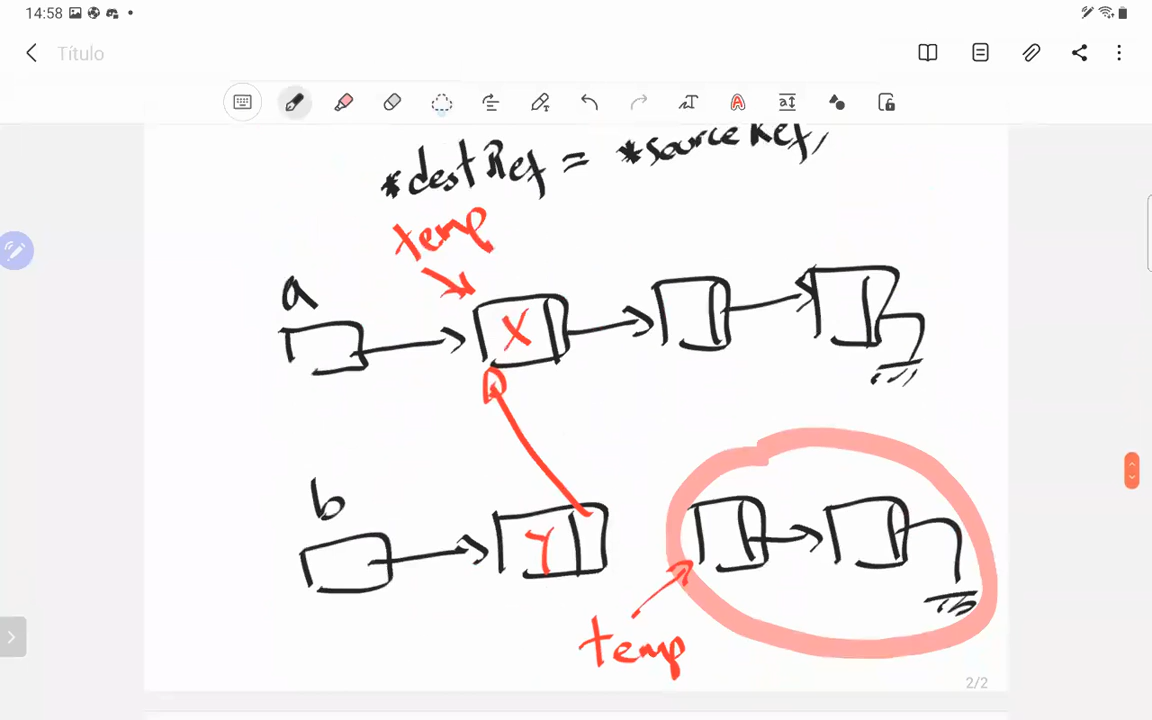 14:58
Título
*destRef = *sourceRef,
temp
a
X
b
Y
temp
2/2